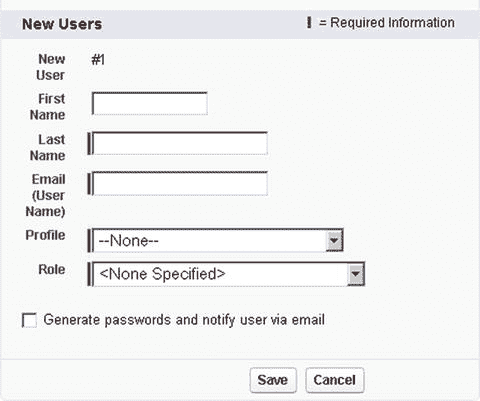 New Users = Required Information
New #1
User
First
Name
Last
Name
Email
(User
Name)
Profile --None--
Role <None Specified>
Generate passwords and notify user via email
Save Cancel